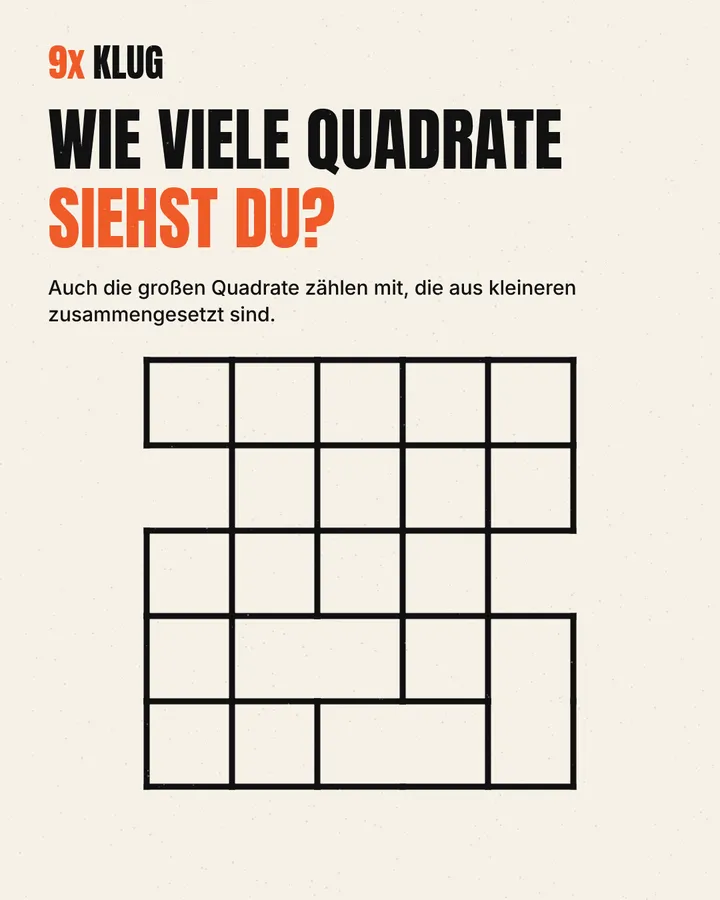 9x KLUG
WIE VIELE QUADRATE
SIEHST DU?
Auch die großen Quadrate zählen mit, die aus kleineren
zusammengesetzt sind.